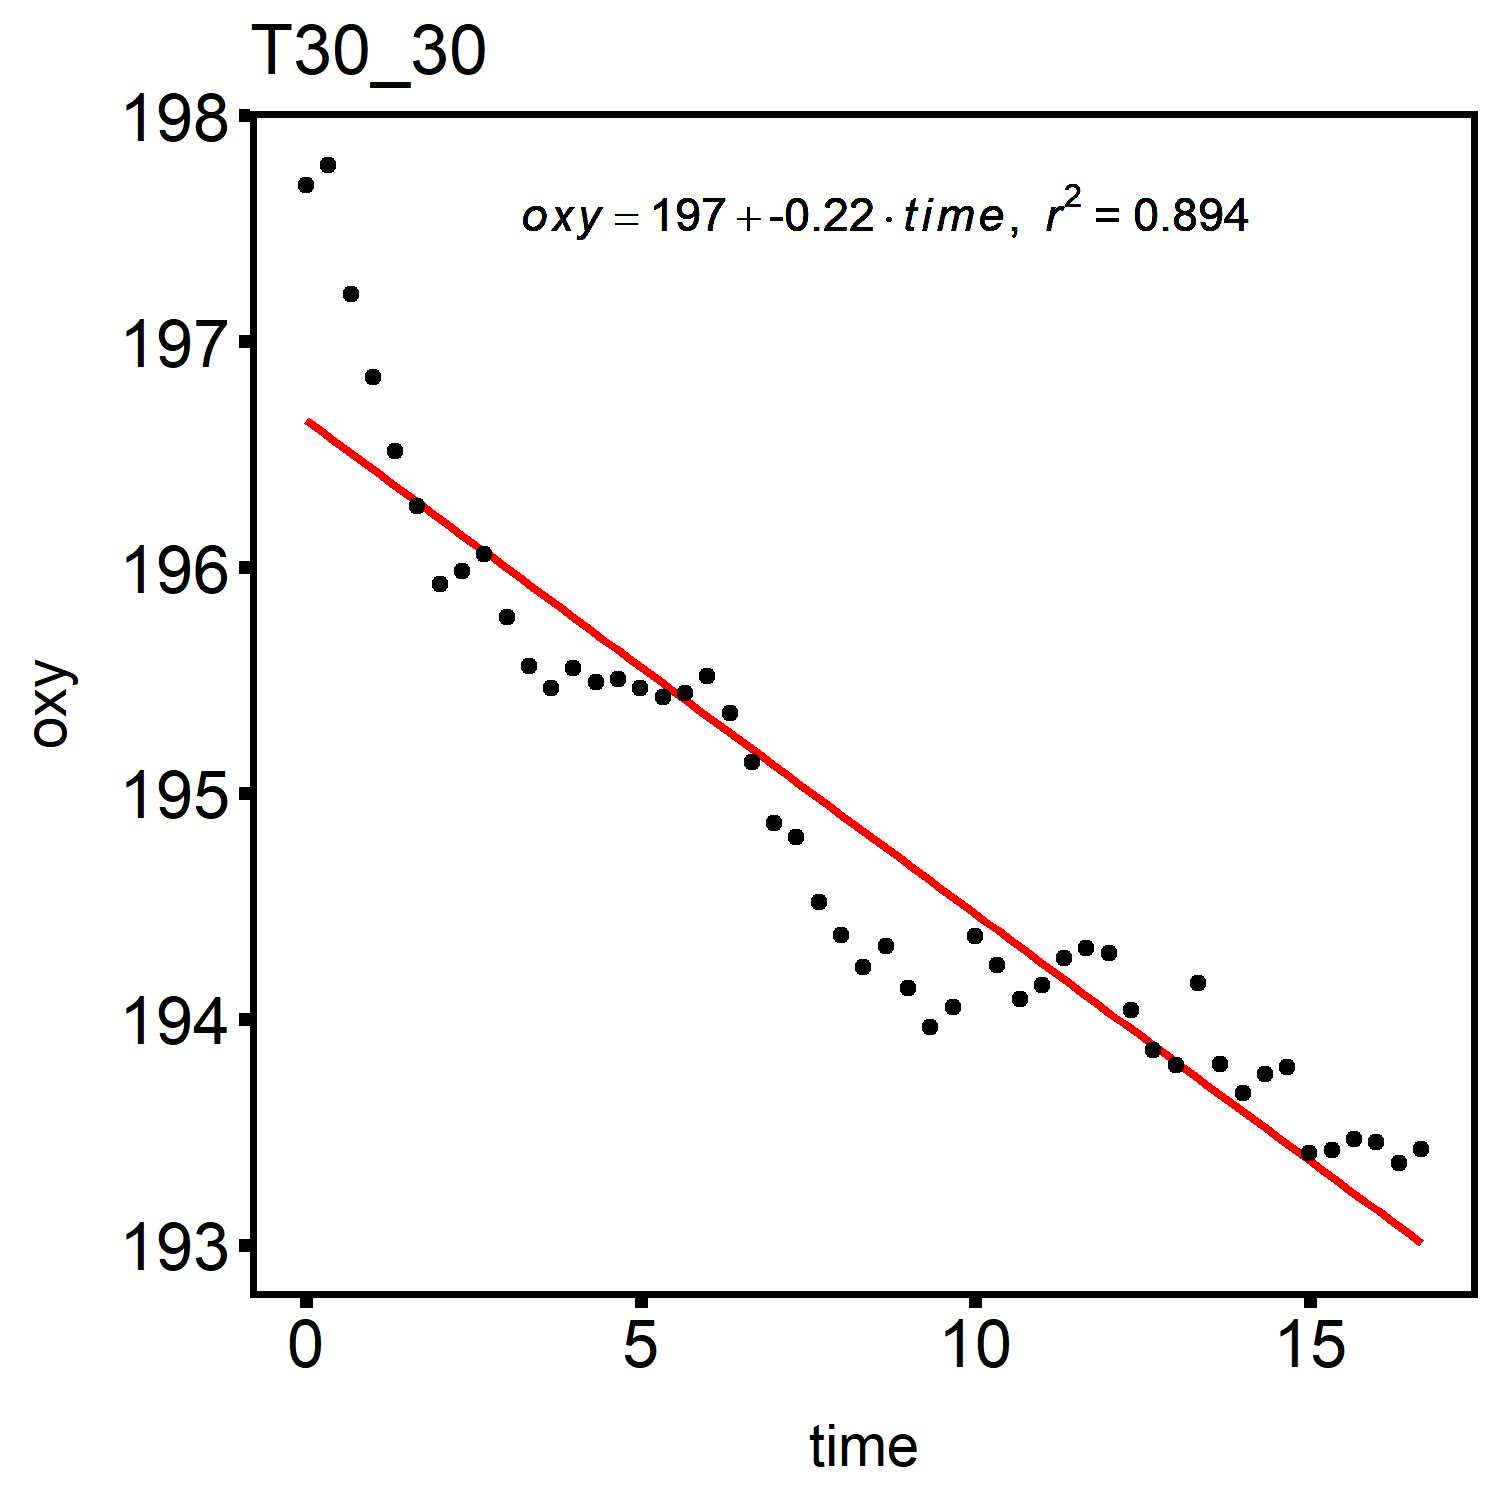 T30_30
198
oxy = 197 + -0.22 · time, r² = 0.894
197
196
195
194
193
oxy
0 5 10 15
time